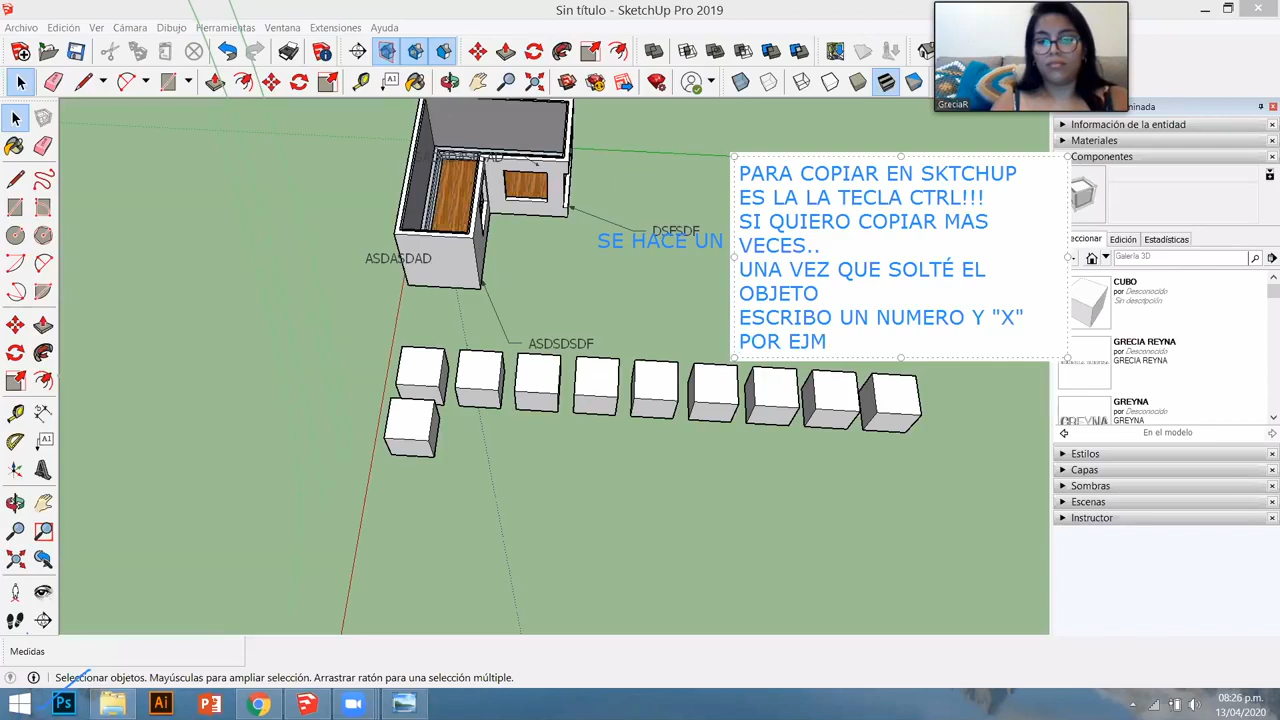 Sin título - SketchUp Pro 2019
Archivo Edición Ver Cámara Dibujo Herramientas Ventana Extensiones Ayuda
GreciaR
minada
Información de la entidad
Materiales
Componentes
PARA COPIAR EN SKTCHUP
ES LA LA TECLA CTRL!!!
SI QUIERO COPIAR MAS
VECES..
UNA VEZ QUE SOLTÉ EL
OBJETO
ESCRIBO UN NUMERO Y "X"
POR EJM
DSFSDF
SE HACE UN
ASDASDAD
ASDSDSDF
eccionar Edición Estadísticas
Galería 3D
CUBO
por Desconocido
Sin descripción
GRECIA REYNA
por Desconocido
GRECIA REYNA
GREYNA
por Desconocido
GREYNA
En el modelo
Estilos
Capas
Sombras
Escenas
Instructor
Medidas
Seleccionar objetos. Mayúsculas para ampliar selección. Arrastrar ratón para una selección múltiple.
08:26 p.m.
13/04/2020